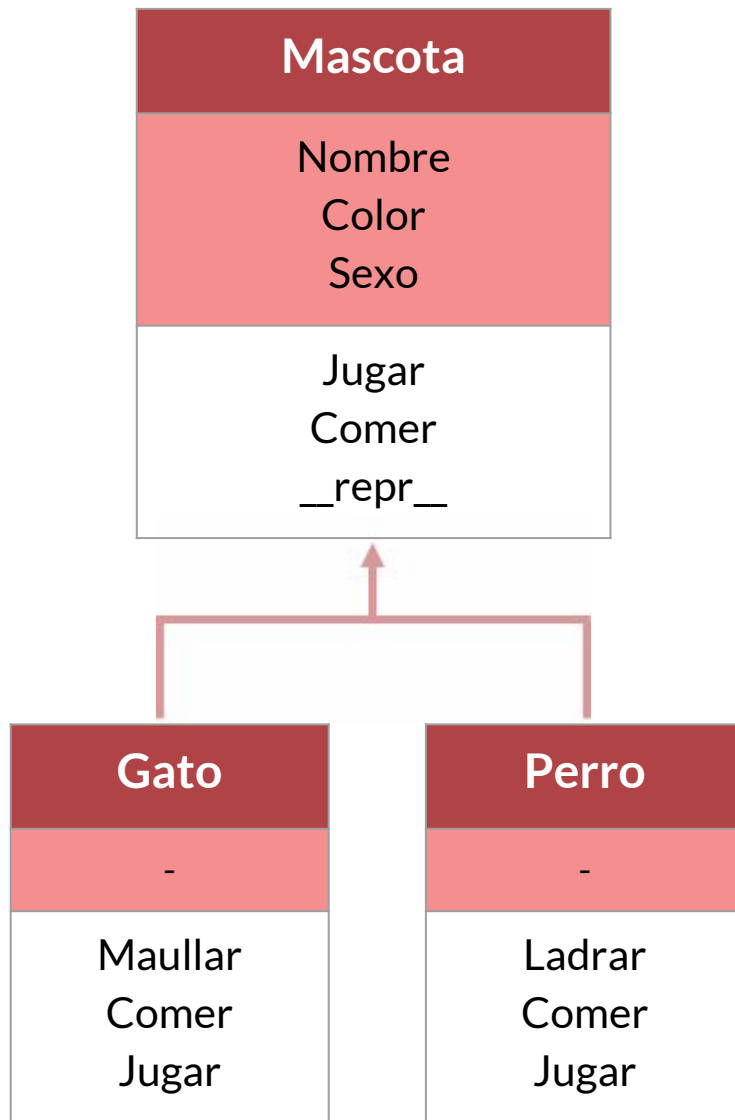 Mascota
Nombre
Color
Sexo
Jugar
Comer
__repr__
Gato
-
Maullar
Comer
Jugar
Perro
-
Ladrar
Comer
Jugar